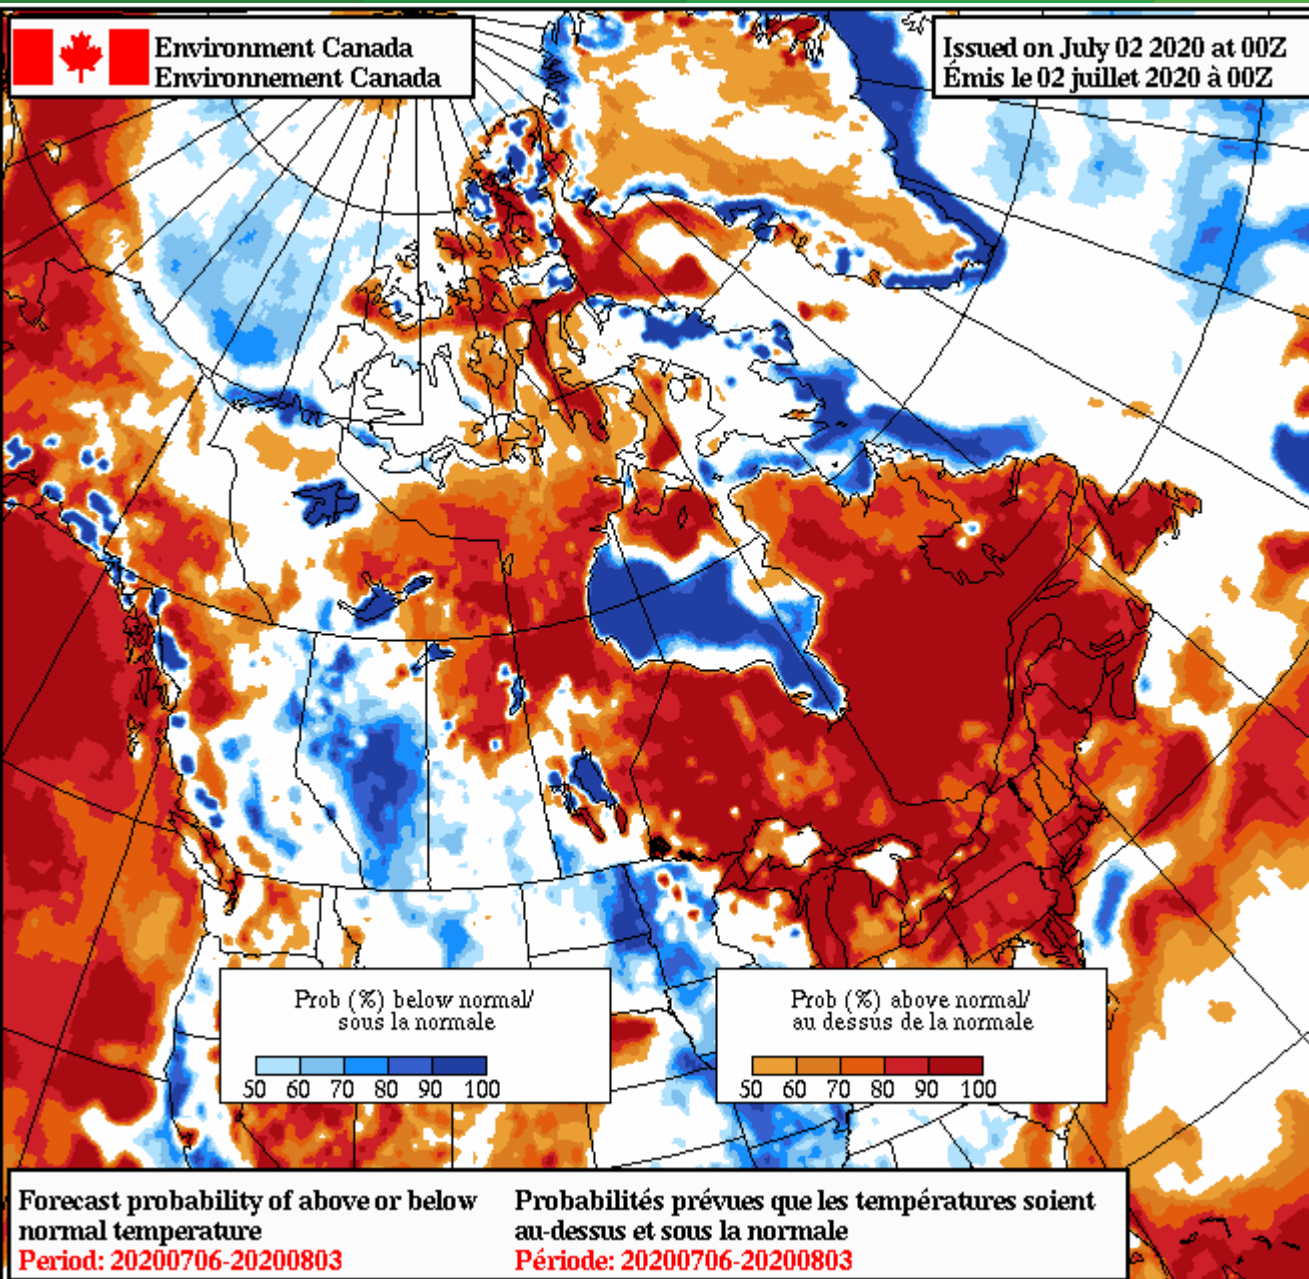 Environment Canada
Environnement Canada
Issued on July 02 2020 at 00Z
Émis le 02 juillet 2020 à 00Z
Prob (%) below normal/
sous la normale
50 60 70 80 90 100
Prob (%) above normal/
au dessus de la normale
50 60 70 80 90 100
Forecast probability of above or below
normal temperature
Period: 20200706-20200803
Probabilités prévues que les températures soient
au-dessus et sous la normale
Période: 20200706-20200803